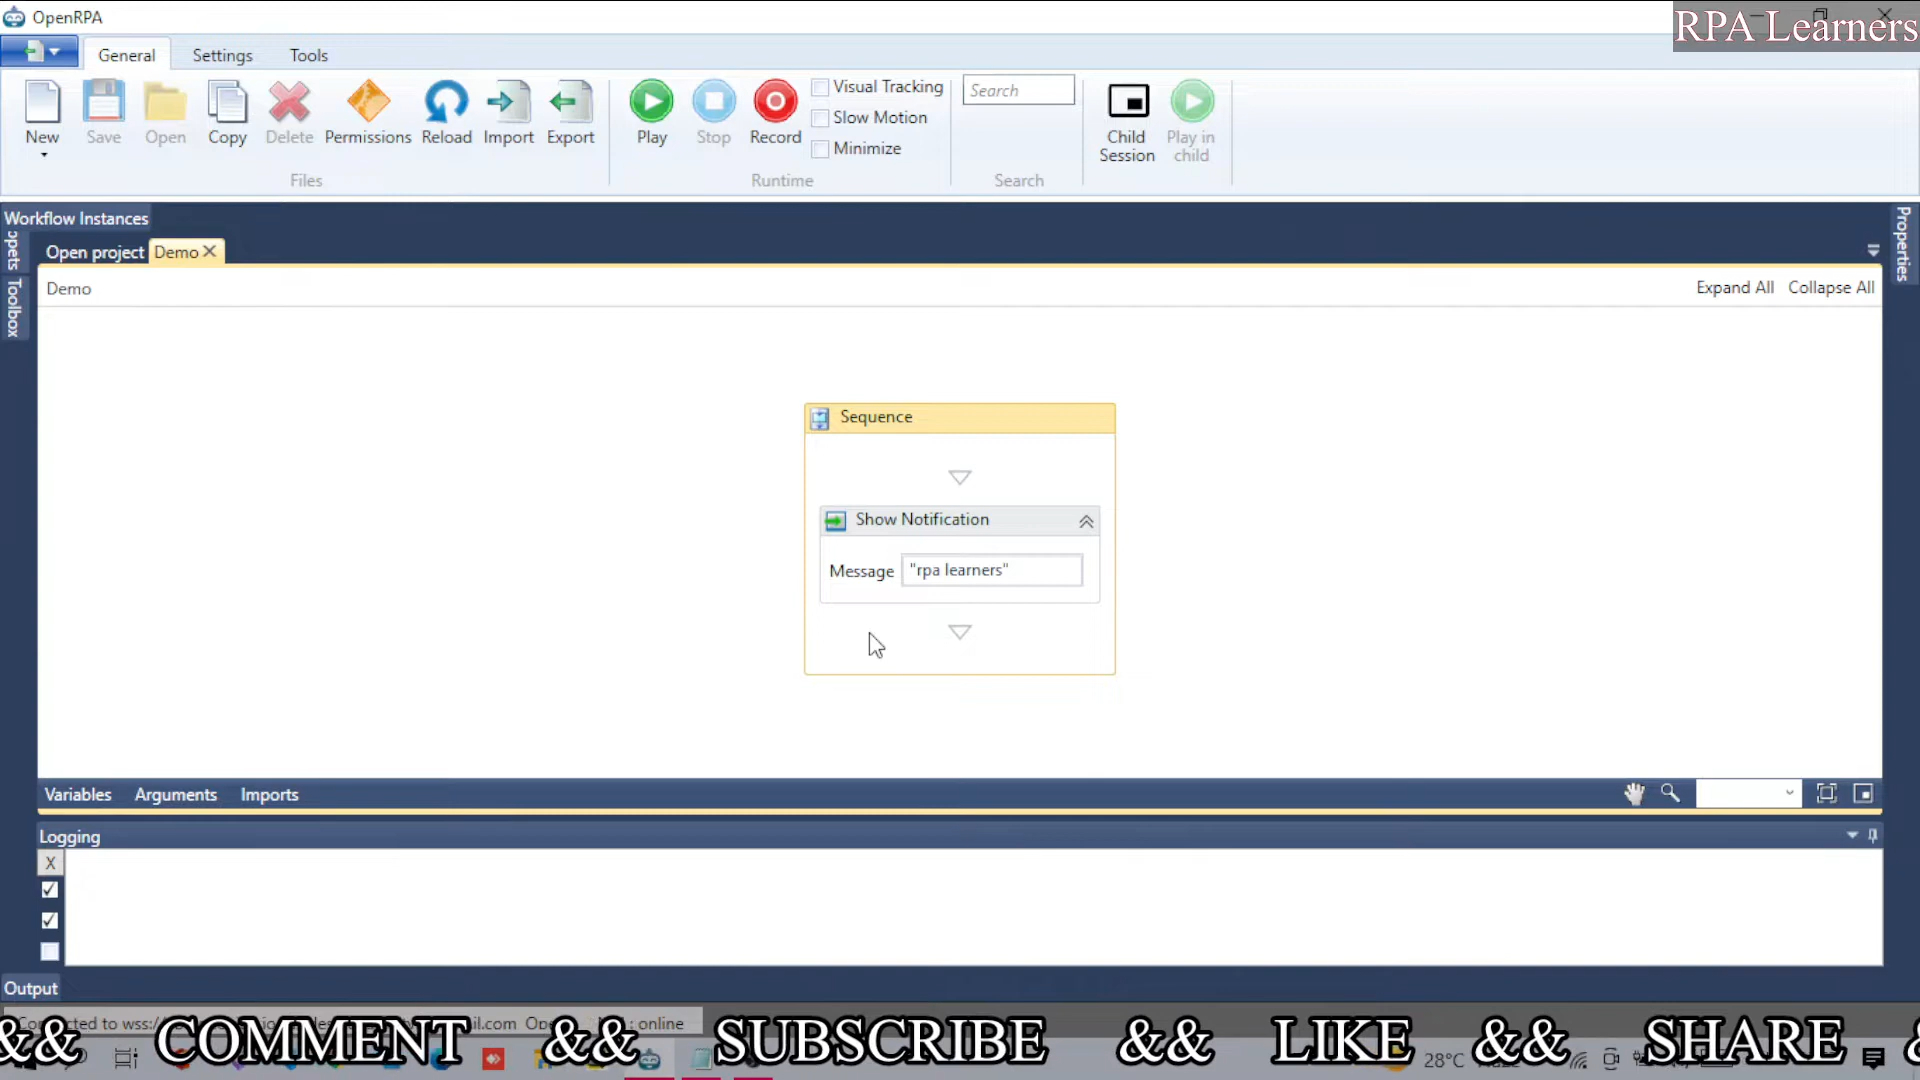 OpenRPA
RPA Learners
General Settings Tools
New Save Open Copy Delete Permissions Reload Import Export
Files
Play Stop Record
Visual Tracking
Slow Motion
Minimize
Runtime
Search
Search
Child Session
Play in child
Workflow Instances
Toolbox
Properties
Open project Demo
Demo
Expand All Collapse All
Sequence
Show Notification
Message "rpa learners"
Variables Arguments Imports
Logging
X
Output
to wss:/ online
&& COMMENT && SUBSCRIBE && LIKE && SHARE
28°C